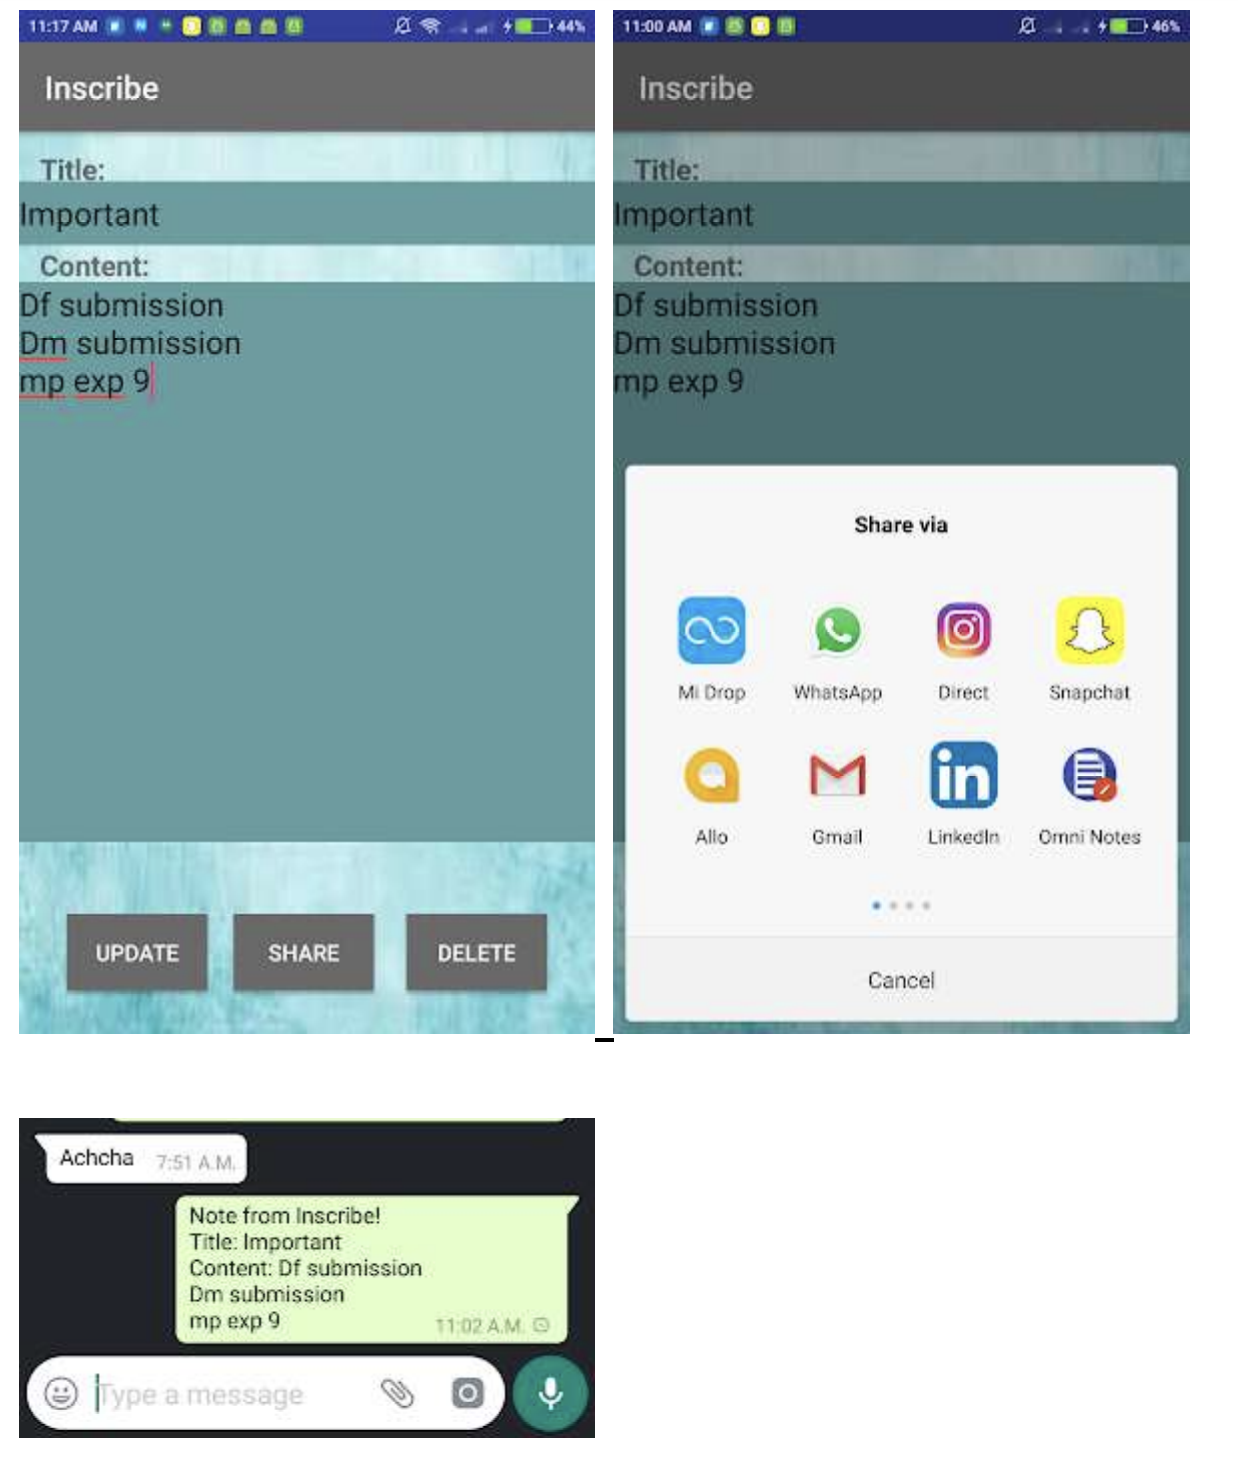 11:17 AM
44%
Inscribe
Title:
Important
Content:
Df submission
Dm submission
mp exp 9
UPDATE
SHARE
DELETE
11:00 AM
46%
Inscribe
Title:
Important
Content:
Df submission
Dm submission
mp exp 9
Share via
Mi Drop
WhatsApp
Direct
Snapchat
in
Allo
Gmail
LinkedIn
Omni Notes
Cancel
Achcha
7:51 A.M.
Note from Inscribe!
Title: Important
Content: Df submission
Dm submission
mp exp 9
11:02 A.M.
Type a message